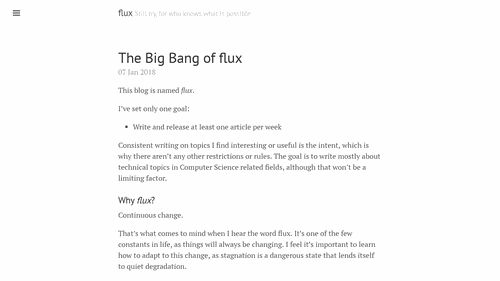 flux Still try, for who knows what is possible
The Big Bang of flux
07 Jan 2018
This blog is named flux.
I've set only one goal:
• Write and release at least one article per week
Consistent writing on topics I find interesting or useful is the intent, which is
why there aren't any other restrictions or rules. The goal is to write mostly about
technical topics in Computer Science related fields, although that won't be a
limiting factor.
Why flux?
Continuous change.
That's what comes to mind when I hear the word flux. It's one of the few
constants in life, as things will always be changing. I feel it's important to learn
how to adapt to this change, as stagnation is a dangerous state that lends itself
to quiet degradation.